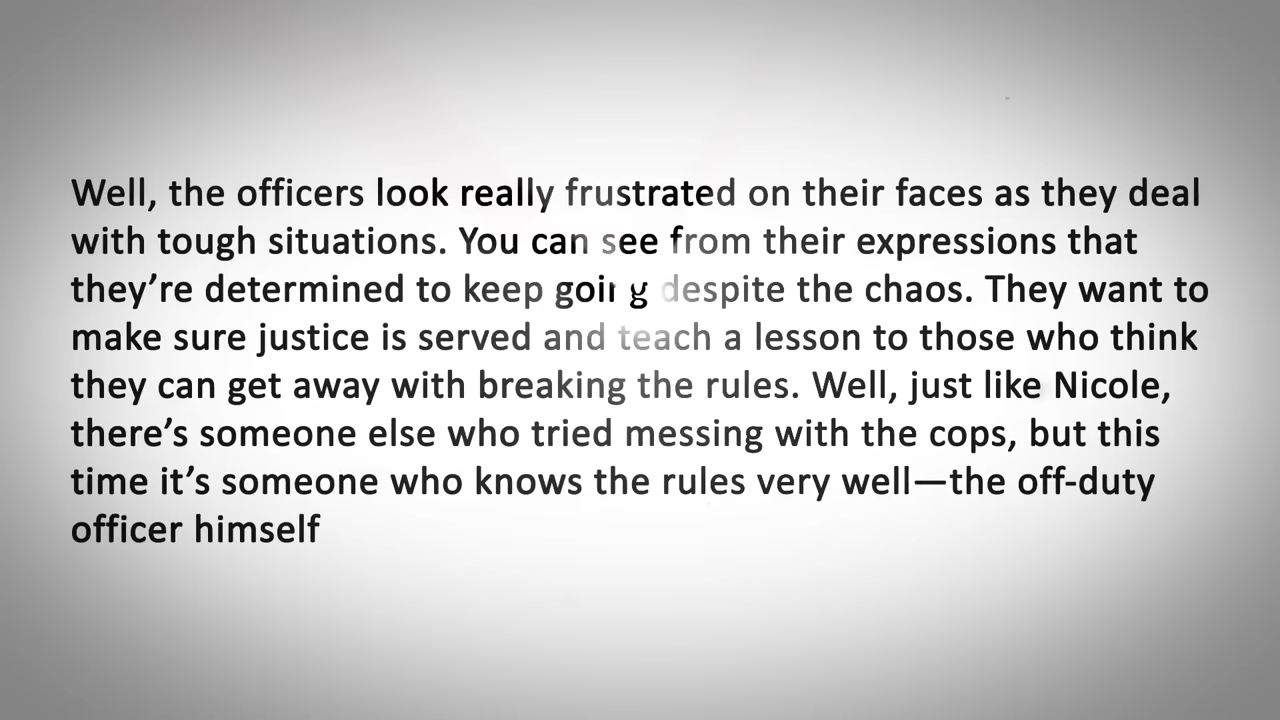 Well, the officers look really frustrated on their faces as they deal
with tough situations. You can see from their expressions that
they’re determined to keep going despite the chaos. They want to
make sure justice is served and teach a lesson to those who think
they can get away with breaking the rules. Well, just like Nicole,
there’s someone else who tried messing with the cops, but this
time it’s someone who knows the rules very well—the off-duty
officer himself